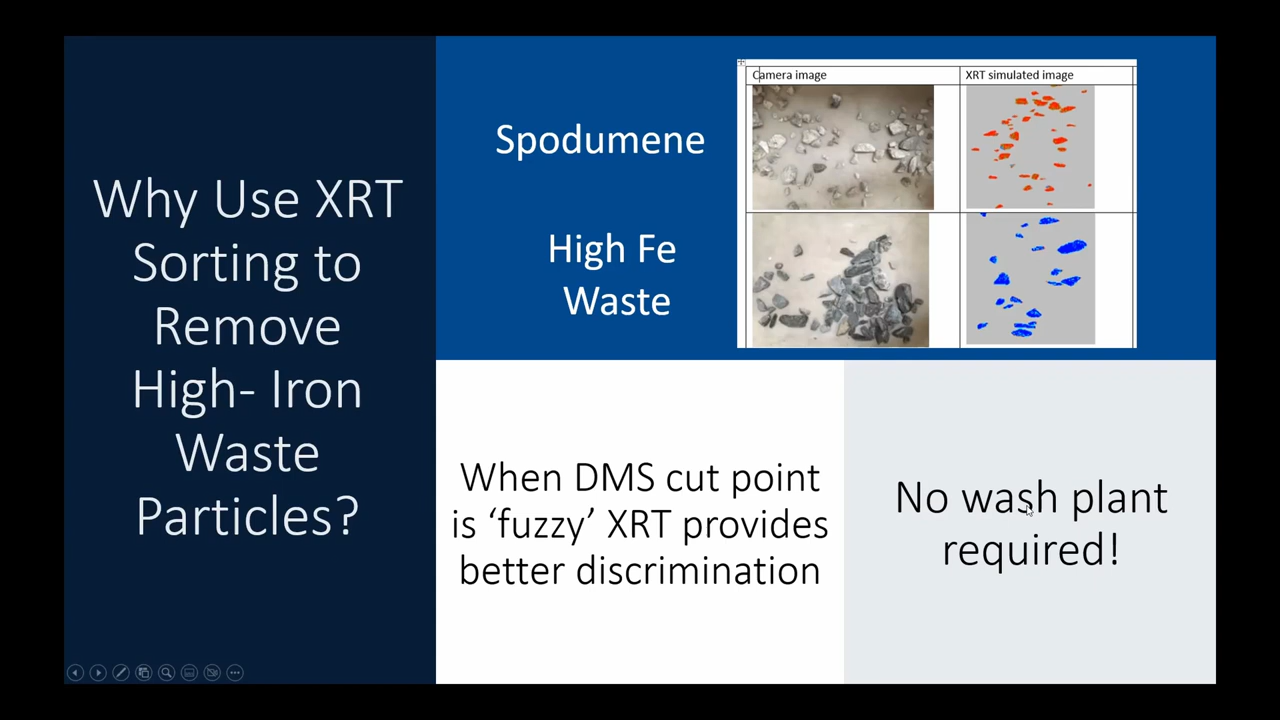 Why Use XRT
Sorting to
Remove
High- Iron
Waste
Particles?
Spodumene
High Fe
Waste
Camera image
XRT simulated image
When DMS cut point
is ‘fuzzy’ XRT provides
better discrimination
No wash plant
required!